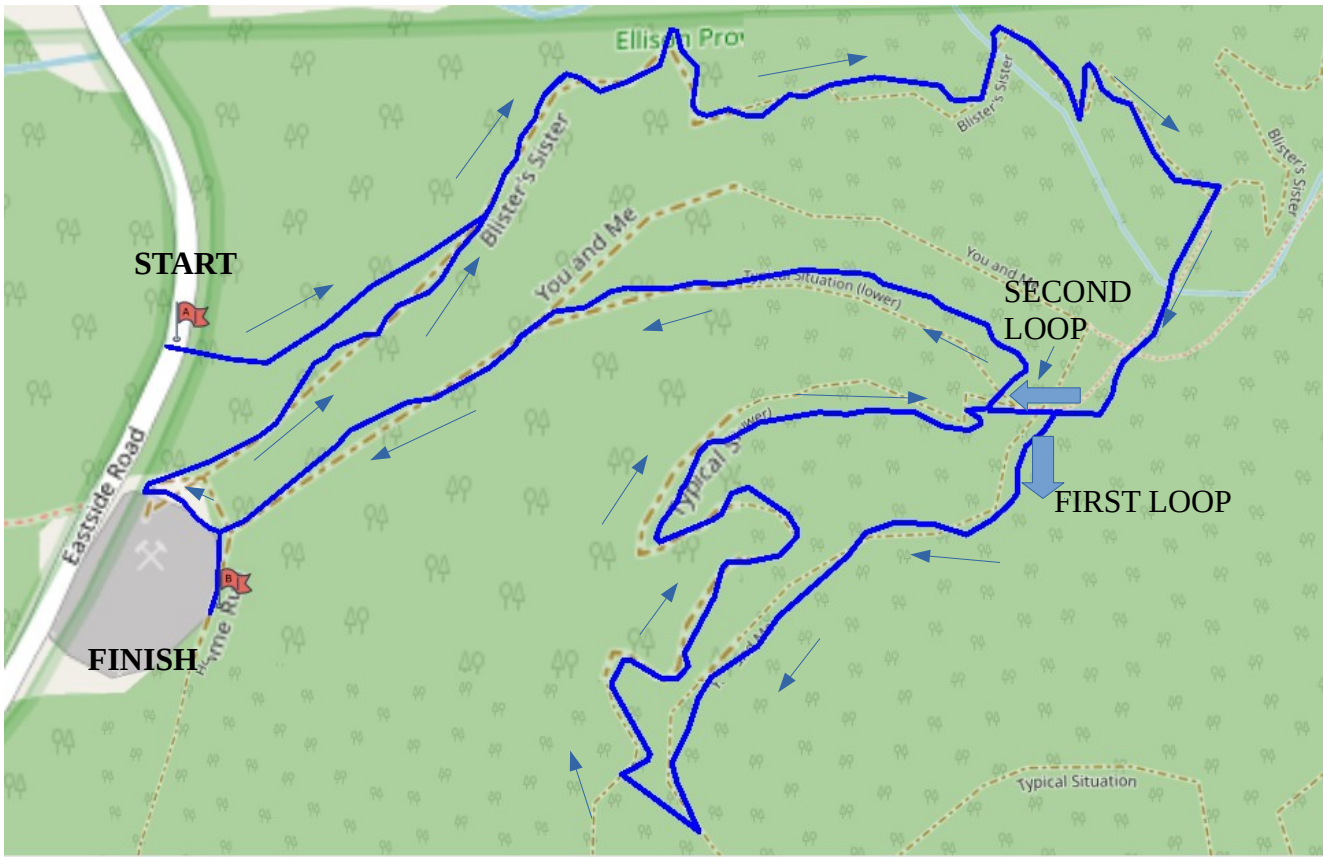 Ellison Prov
Blister's Sister
Blister's Sister
Blister's Sister
You and Me
START
A
Typical Situation (lower)
You and Me
SECOND
LOOP
Eastside Road
FIRST LOOP
B
FINISH
Typical Situation